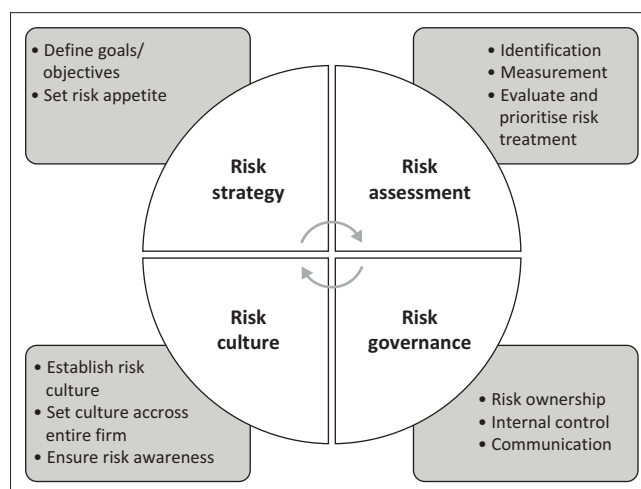 • Define goals/
objectives
• Set risk appetite
• Identification
• Measurement
• Evaluate and
prioritise risk
treatment
Risk
strategy
Risk
assessment
Risk
culture
Risk
governance
• Establish risk
culture
• Set culture accross
entire firm
• Ensure risk awareness
• Risk ownership
• Internal control
• Communication